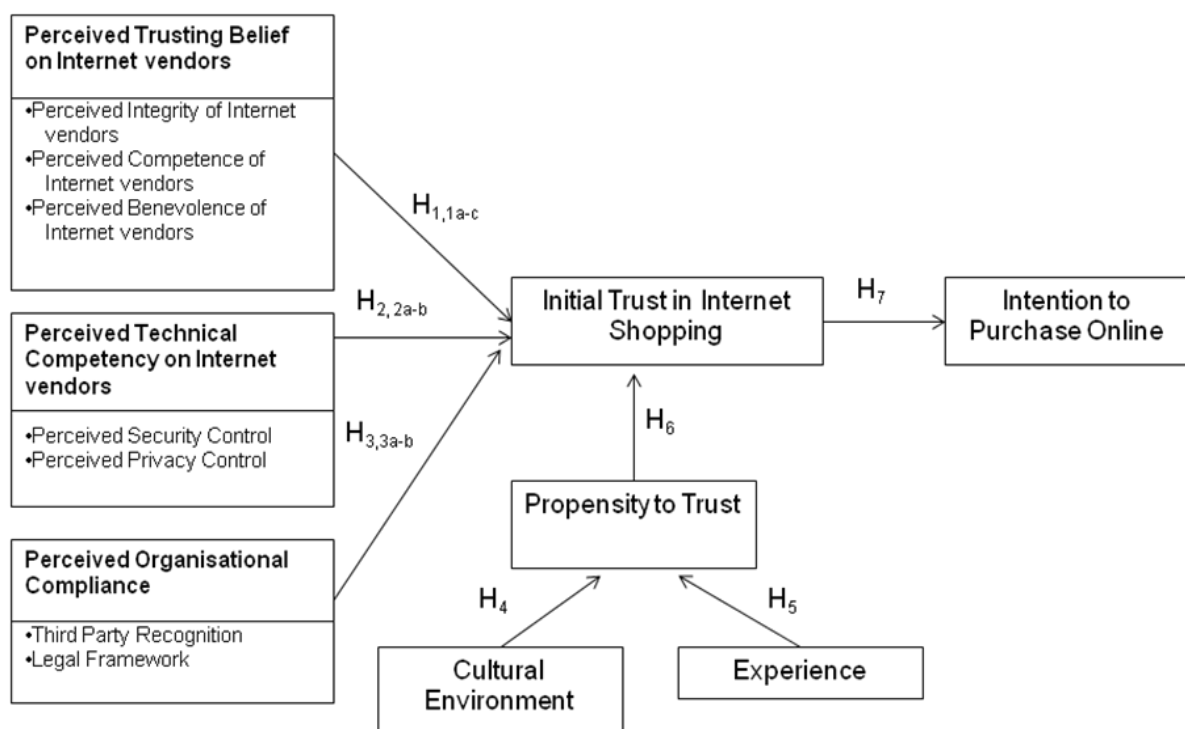 Perceived Trusting Belief
on Internet vendors
•Perceived Integrity of Internet
vendors
•Perceived Competence of
Internet vendors
•Perceived Benevolence of
Internet vendors
H1,1a-c
H2, 2a-b
Perceived Technical
Competency on Internet
vendors
•Perceived Security Control
•Perceived Privacy Control
H3,3a-b
Perceived Organisational
Compliance
•Third Party Recognition
•Legal Framework
Initial Trust in Internet
Shopping
H7
Intention to
Purchase Online
H6
Propensity to Trust
H4
H5
Cultural
Environment
Experience